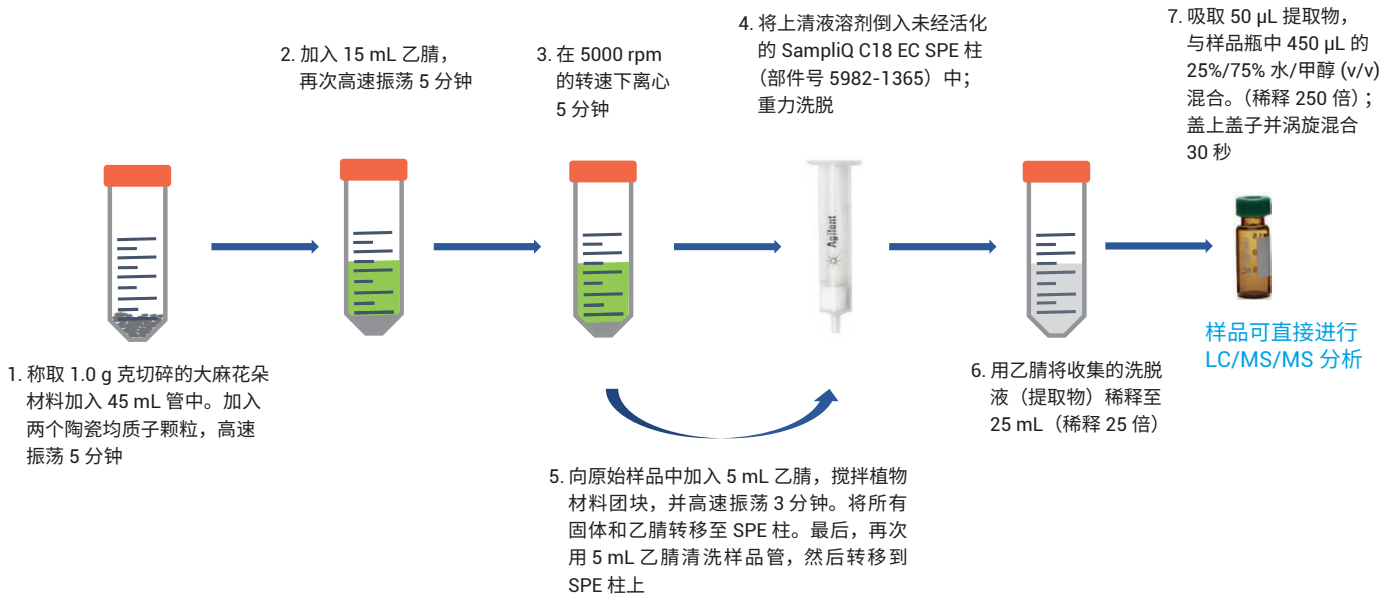 1. 称取 1.0 g 克切碎的大麻花朵
材料加入 45 mL 管中。加入
两个陶瓷均质子颗粒，高速
振荡 5 分钟
2. 加入 15 mL 乙腈，
再次高速振荡 5 分钟
3. 在 5000 rpm
的转速下离心
5 分钟
4. 将上清液溶剂倒入未经活化
的 SampliQ C18 EC SPE 柱
（部件号 5982-1365）中；
重力洗脱
Agilent
5. 向原始样品中加入 5 mL 乙腈，搅拌植物
材料团块，并高速振荡 3 分钟。将所有
固体和乙腈转移至 SPE 柱。最后，再次
用 5 mL 乙腈清洗样品管，然后转移到
SPE 柱上
6. 用乙腈将收集的洗脱
液（提取物）稀释至
25 mL（稀释 25 倍）
7. 吸取 50 µL 提取物，
与样品瓶中 450 µL 的
25%/75% 水/甲醇 (v/v)
混合。（稀释 250 倍）；
盖上盖子并涡旋混合
30 秒
样品可直接进行
LC/MS/MS 分析